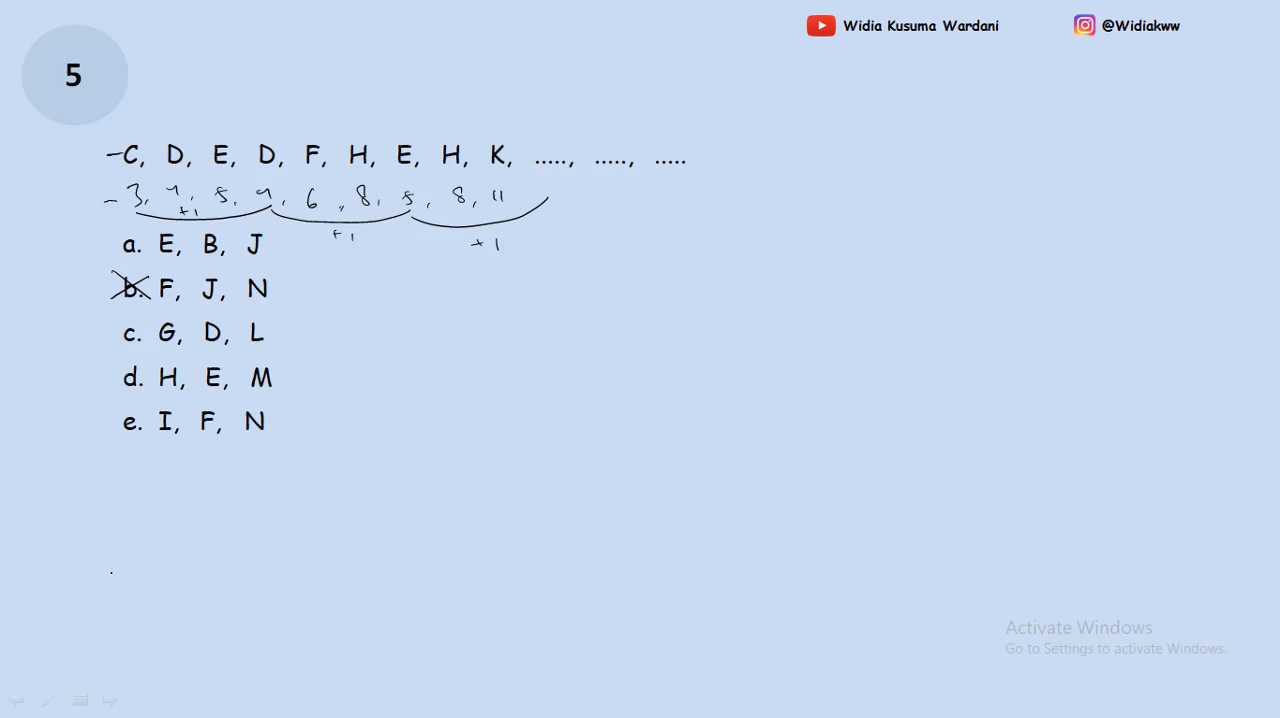 Widia Kusuma Wardani @Widiakww
5
C, D, E, D, F, H, E, H, K, ....., ....., .....
3, 4, 5, 4, 6, 8, 5, 8, 11
+1
+1
+1
a. E, B, J
b. F, J, N
c. G, D, L
d. H, E, M
e. I, F, N
Activate Windows
Go to Settings to activate Windows.